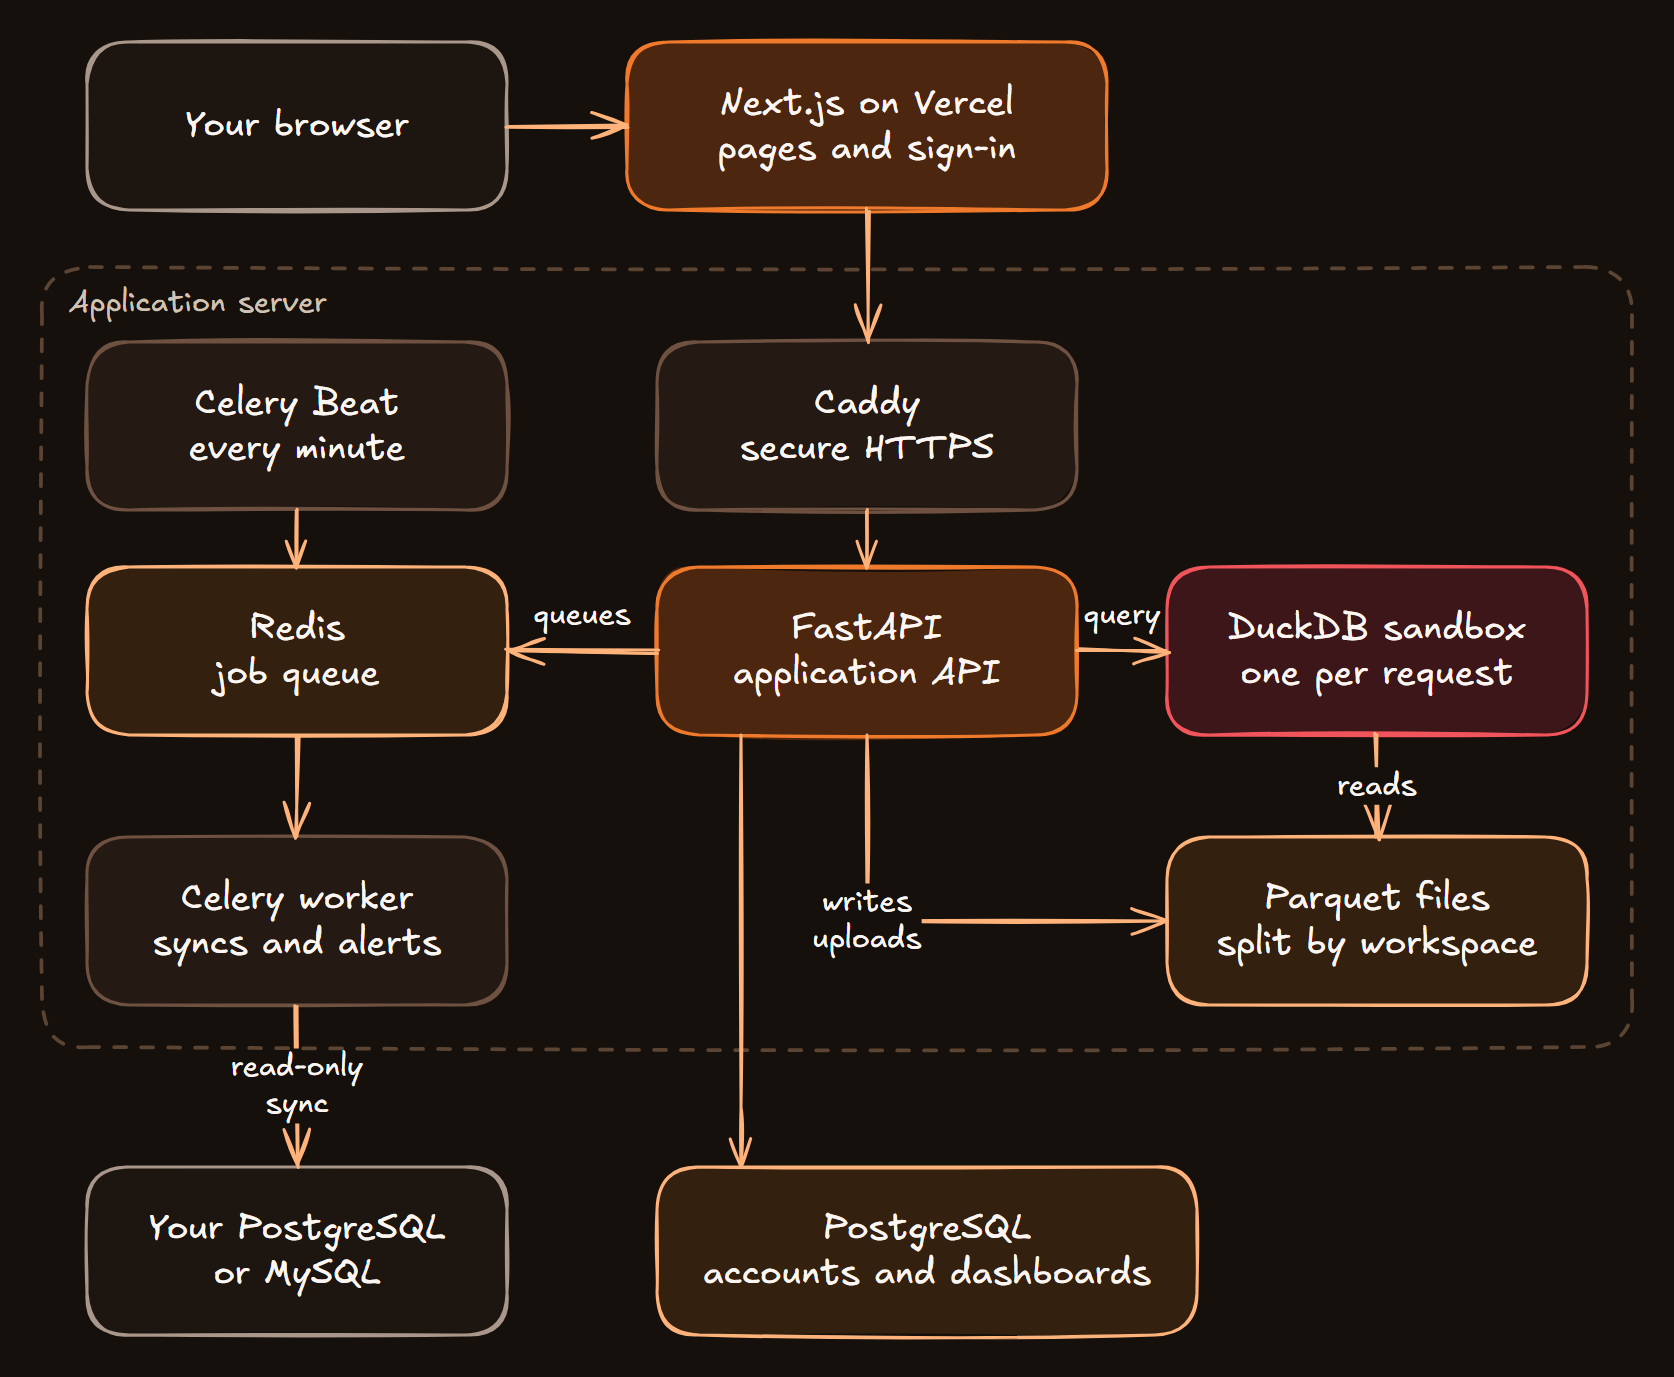 Your browser
Next.js on Vercel
pages and sign-in
Application server
Celery Beat
every minute
Caddy
secure HTTPS
Redis
job queue
queues
FastAPI
application API
query
DuckDB sandbox
one per request
reads
Celery worker
syncs and alerts
writes
uploads
Parquet files
split by workspace
read-only
sync
Your PostgreSQL
or MySQL
PostgreSQL
accounts and dashboards